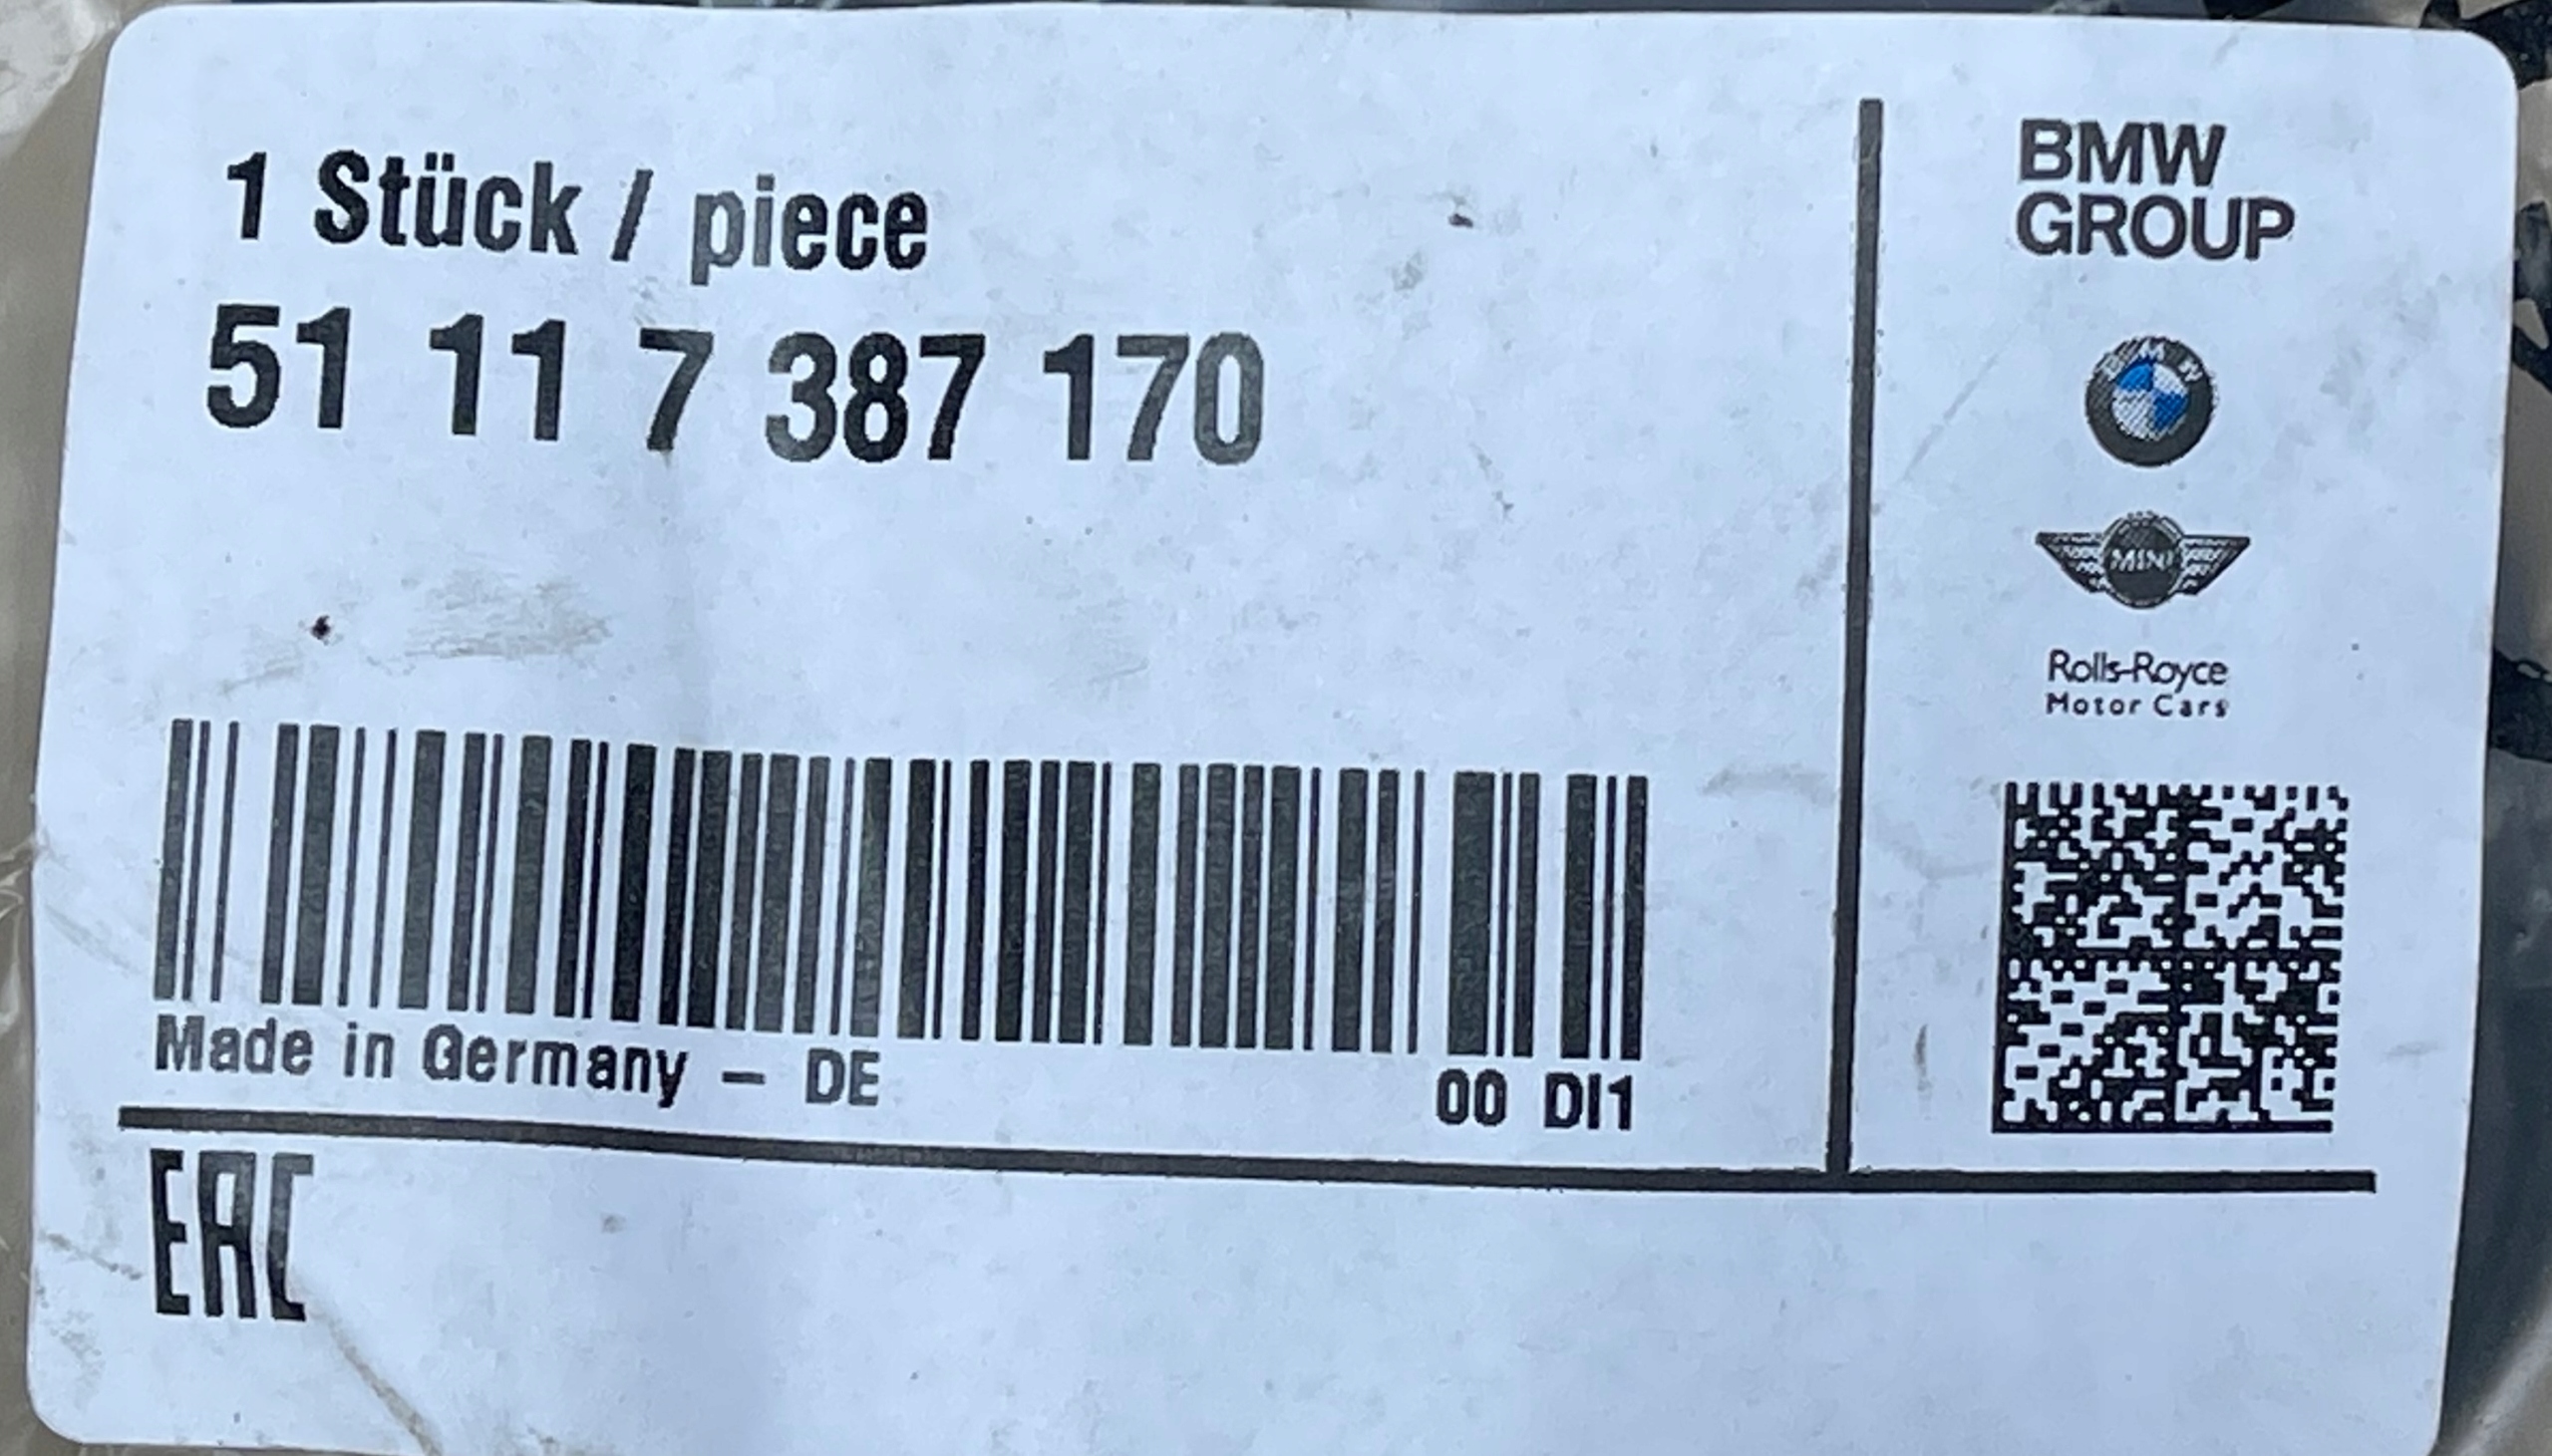 1 Stück / piece
51 11 7 387 170
Made in Germany – DE
00 DI1
EAC
BMW
GROUP
BMW
MINI
Rolls-Royce
Motor Cars